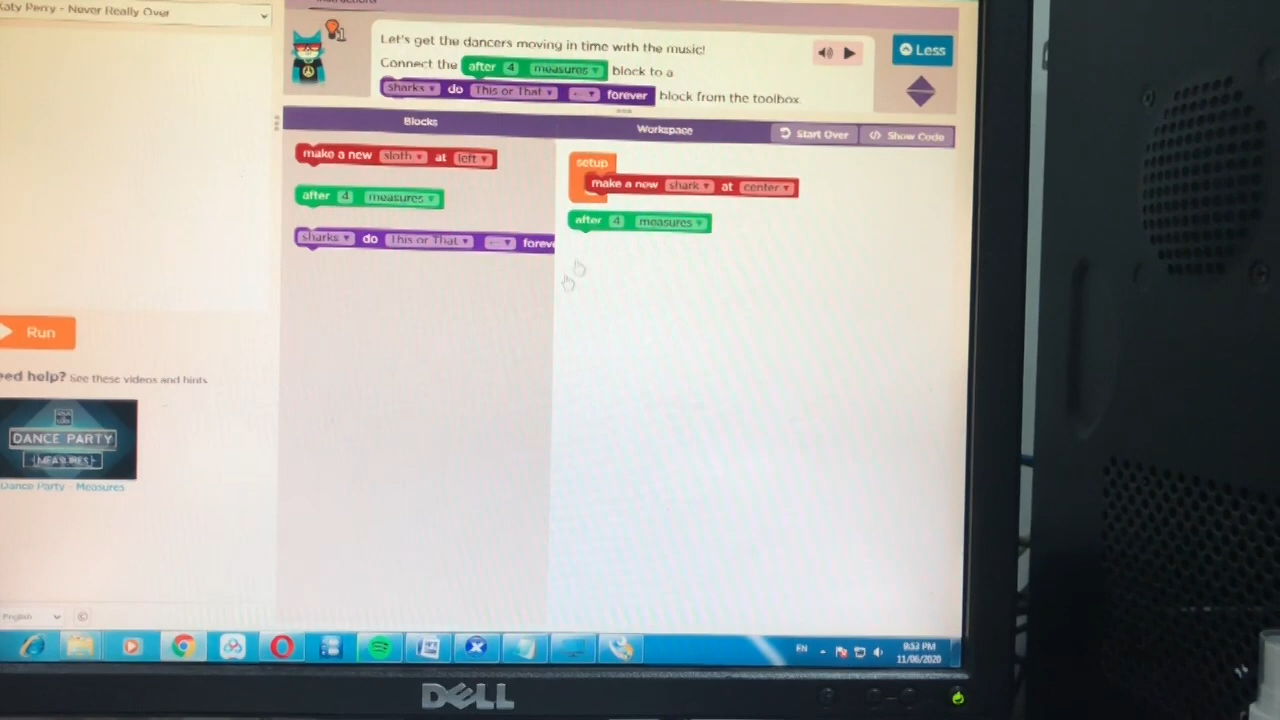 Katy Perry - Never Really Over
1
Let's get the dancers moving in time with the music!
Connect the after 4 measures block to a
sharks do This or That forever block from the toolbox.
Less
Blocks
Workspace
Start Over
Show Code
make a new sloth at left
after 4 measures
sharks do This or That foreve
setup
make a new shark at center
after 4 measures
Run
eed help? See these videos and hints
DANCE PARTY
MEASURES
Dance Party - Measures
English
EN
9:53 PM
11/06/2020
DELL